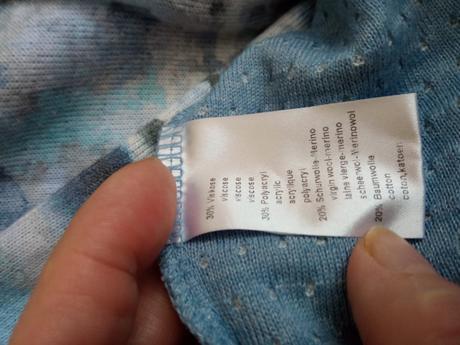 30% Viskose
viscose
viscose
viscose
30% Polyacryl
acrylic
acrylique
polyacryl
20% Schurwolle-Merino
virgin wool-merino
laine vierge-merino
scheerwol-Merinowol
20% Baumwolle
cotton
coton,katoen